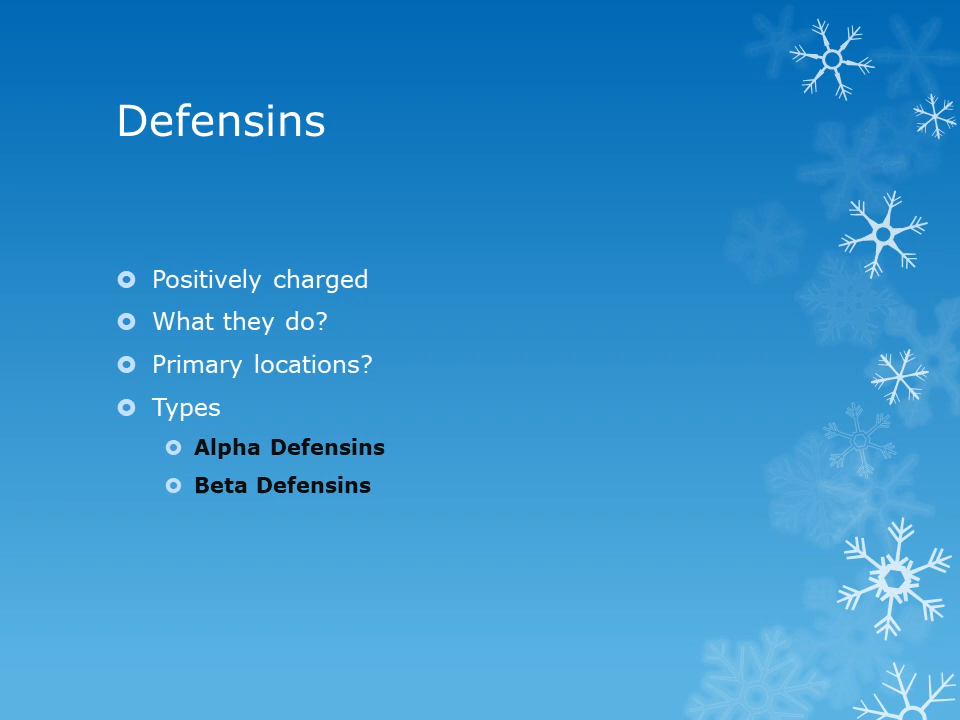 Defensins
Positively charged
What they do?
Primary locations?
Types
Alpha Defensins
Beta Defensins